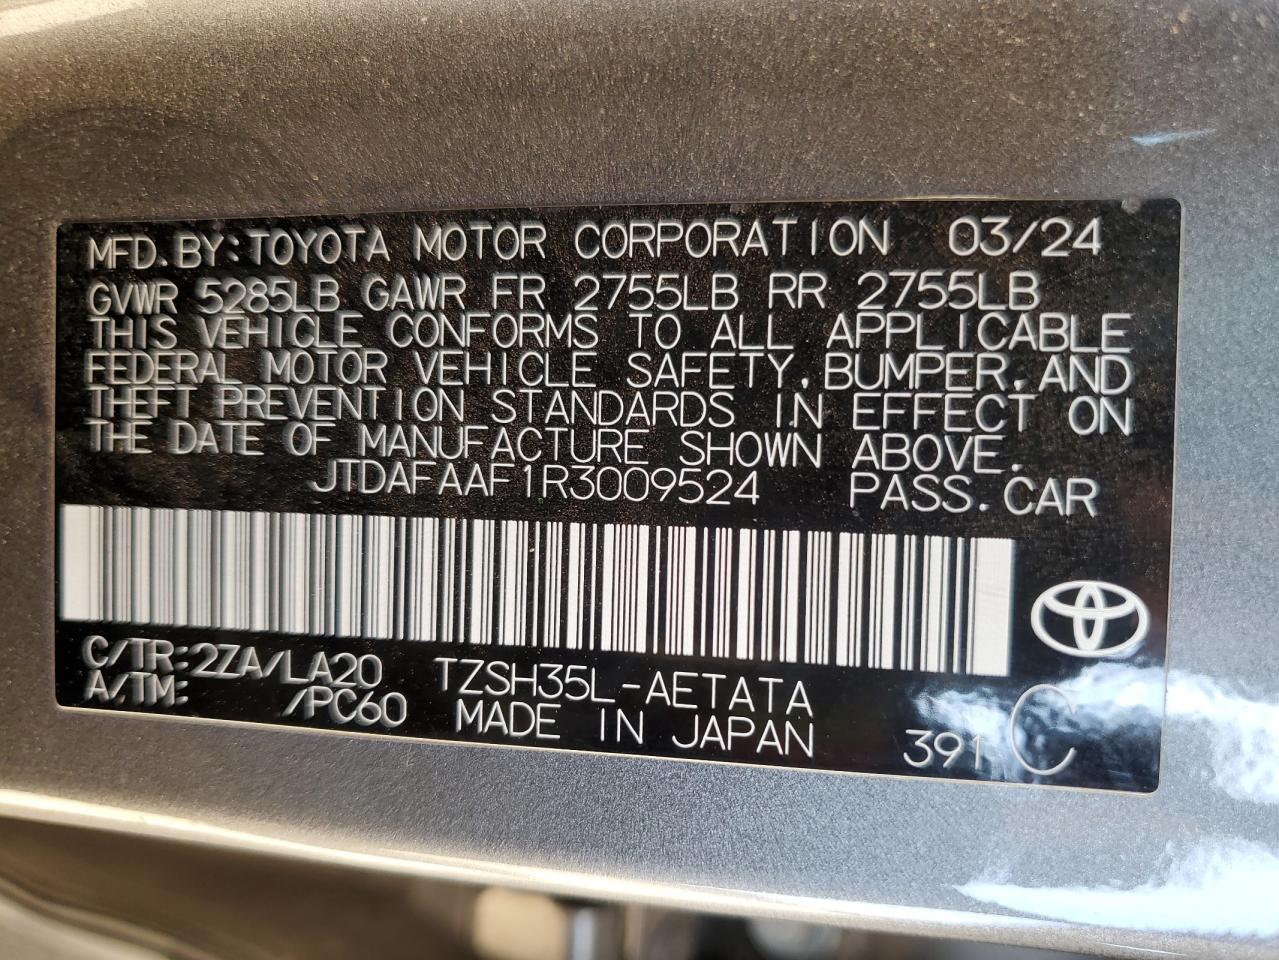 MFD. BY: TOYOTA MOTOR CORPORATION 03/24
GVWR 5285LB GAWR FR 2755LB RR 2755LB
THIS VEHICLE CONFORMS TO ALL APPLICABLE
FEDERAL MOTOR VEHICLE SAFETY, BUMPER, AND
THEFT PREVENTION STANDARDS IN EFFECT ON
THE DATE OF MANUFACTURE SHOWN ABOVE.
JTDAFAAF1R3009524 PASS. CAR
C/TR: 2ZA/LA20 TZSH35L-AETATA
A/TM: /PC60 MADE IN JAPAN 391 C